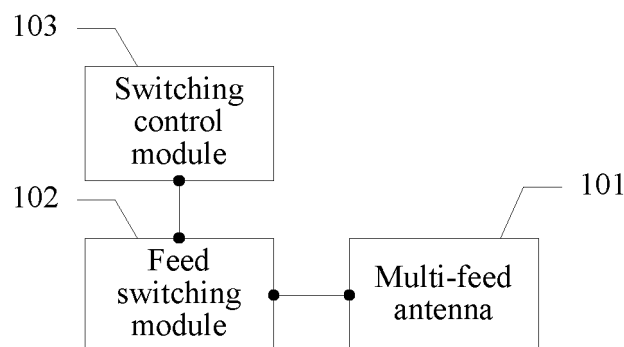 103
Switching
control
module
102
101
Feed
switching
module
Multi-feed
antenna